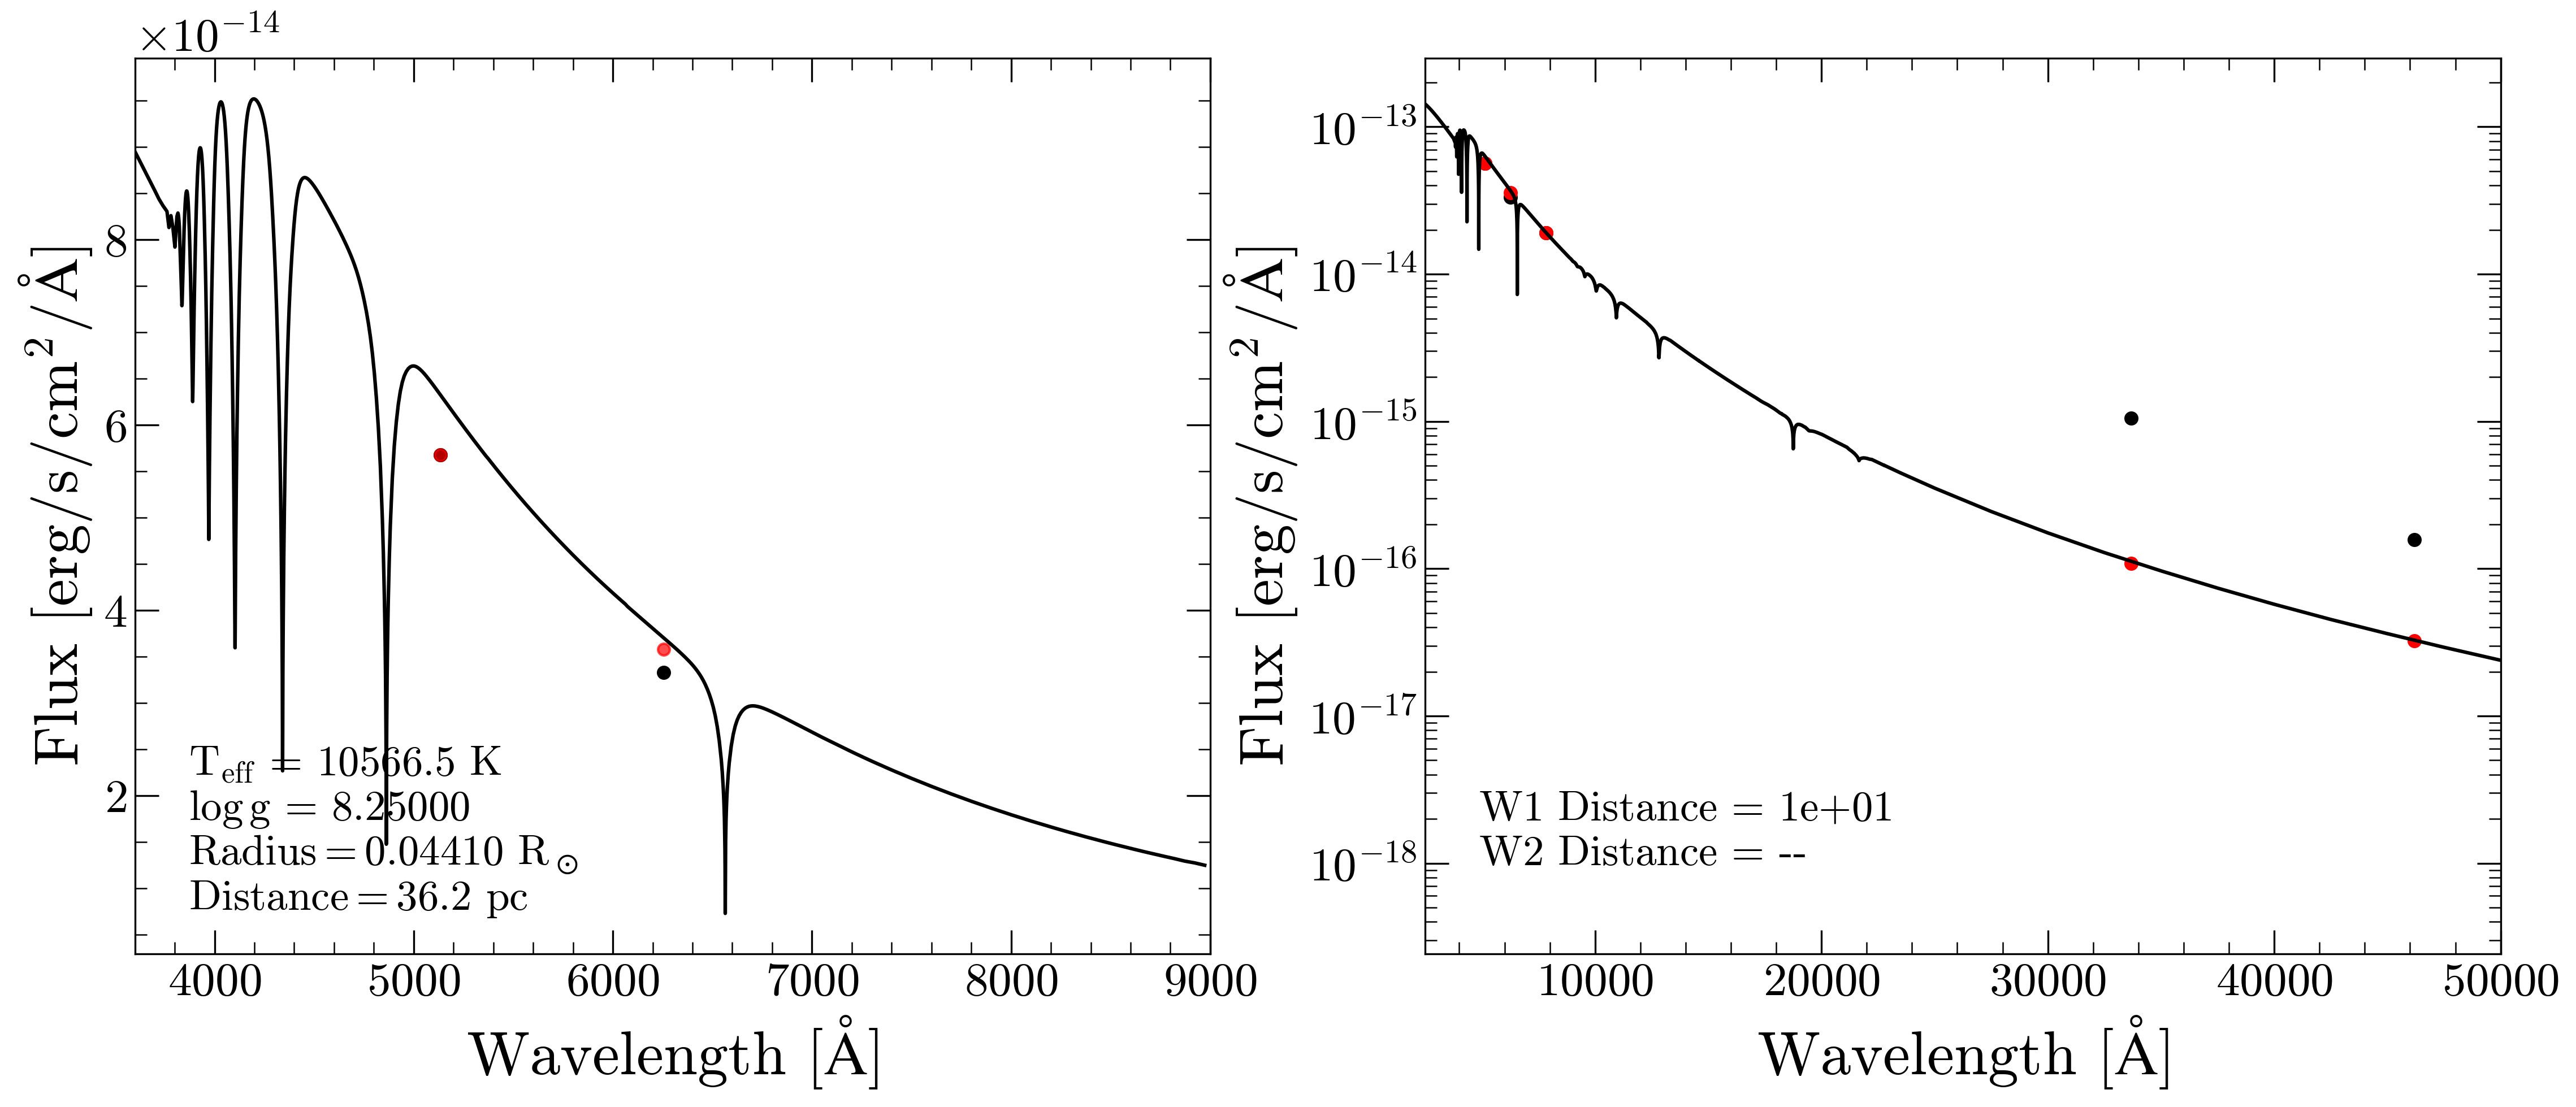 ×10⁻¹⁴
8
6
4
2
Flux [erg/s/cm²/Å]
T_eff = 10566.5 K
log g = 8.25000
Radius = 0.04410 R_⊙
Distance = 36.2 pc
4000 5000 6000 7000 8000 9000
Wavelength [Å]
10⁻¹³
10⁻¹⁴
10⁻¹⁵
10⁻¹⁶
10⁻¹⁷
10⁻¹⁸
Flux [erg/s/cm²/Å]
W1 Distance = 1e+01
W2 Distance = --
10000 20000 30000 40000 50000
Wavelength [Å]